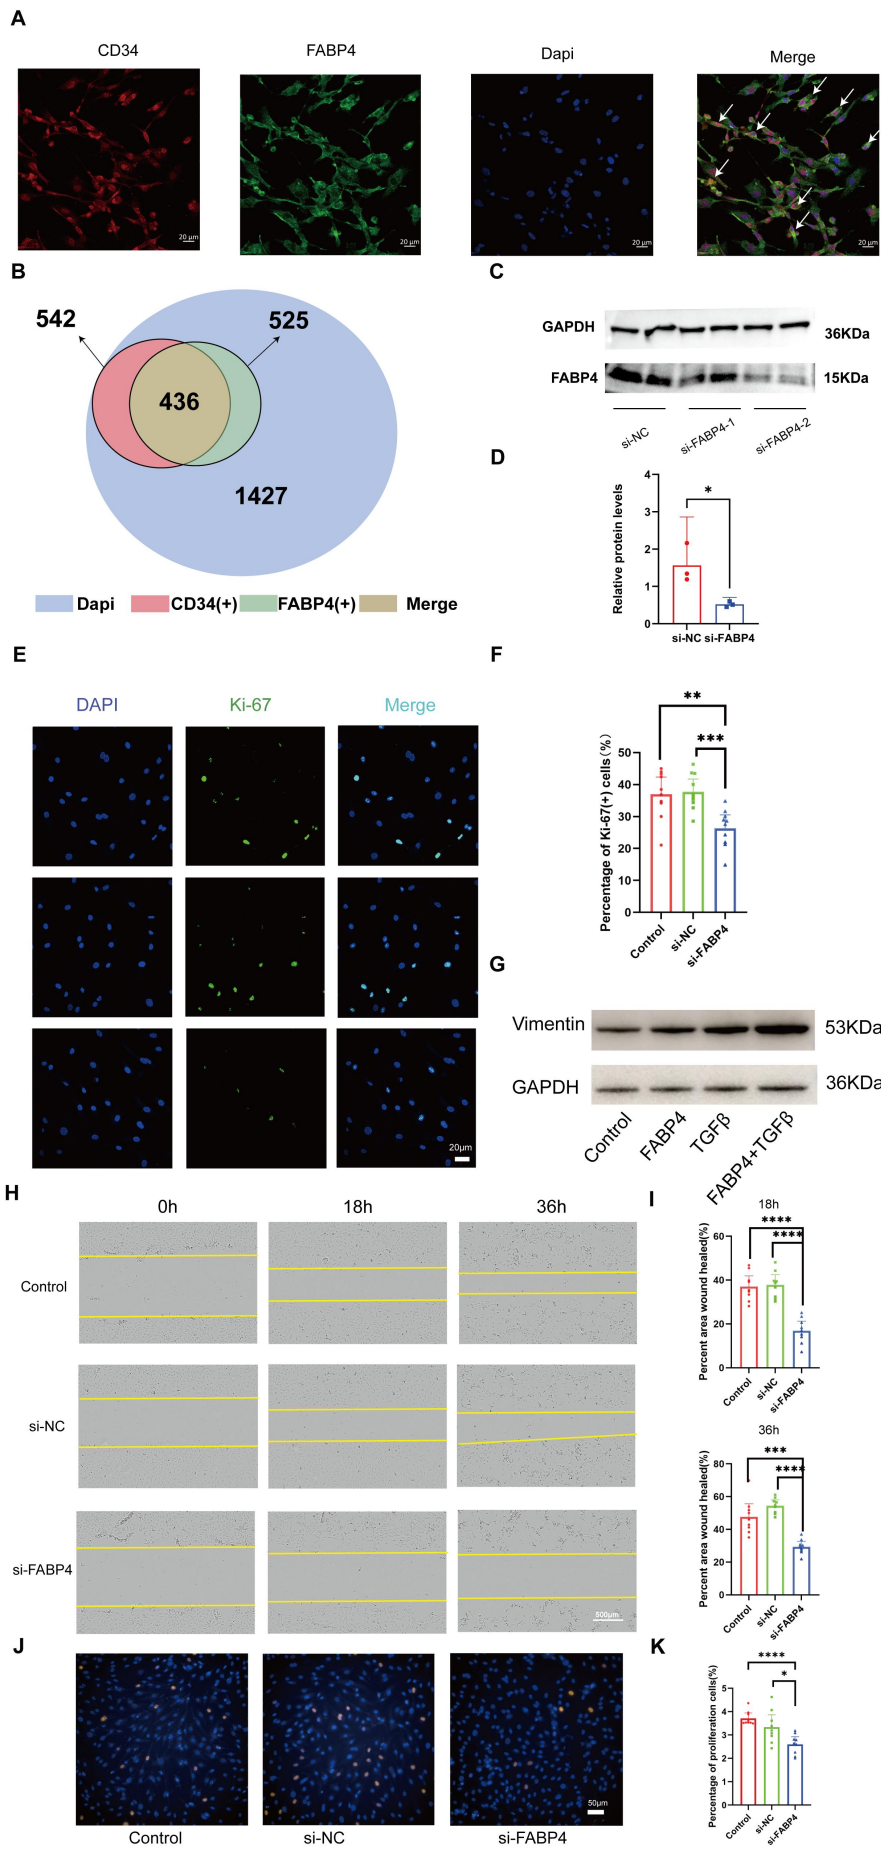 A
CD34
FABP4
Dapi
Merge
20 µm
20 µm
20 µm
20 µm
B
542
525
436
1427
Dapi
CD34(+)
FABP4(+)
Merge
C
GAPDH
36KDa
FABP4
15KDa
si-NC
si-FABP4-1
si-FABP4-2
D
Relative protein levels
4
3
2
1
0
*
si-NC si-FABP4
E
DAPI
Ki-67
Merge
20µm
F
Percentage of Ki-67(+) cells(%)
50
40
30
20
10
0
**
***
Control
si-NC
si-FABP4
G
Vimentin
53KDa
GAPDH
36KDa
Control
FABP4
TGFβ
FABP4+TGFβ
H
0h
18h
36h
Control
si-NC
si-FABP4
500µm
I
18h
Percent area wound healed(%)
60
40
20
0
****
****
Control
si-NC
si-FABP4
36h
Percent area wound healed(%)
80
60
40
20
0
***
****
Control
si-NC
si-FABP4
J
50µm
Control
si-NC
si-FABP4
K
Percentage of proliferation cells(%)
5
4
3
2
1
0
****
*
Control
si-NC
si-FABP4